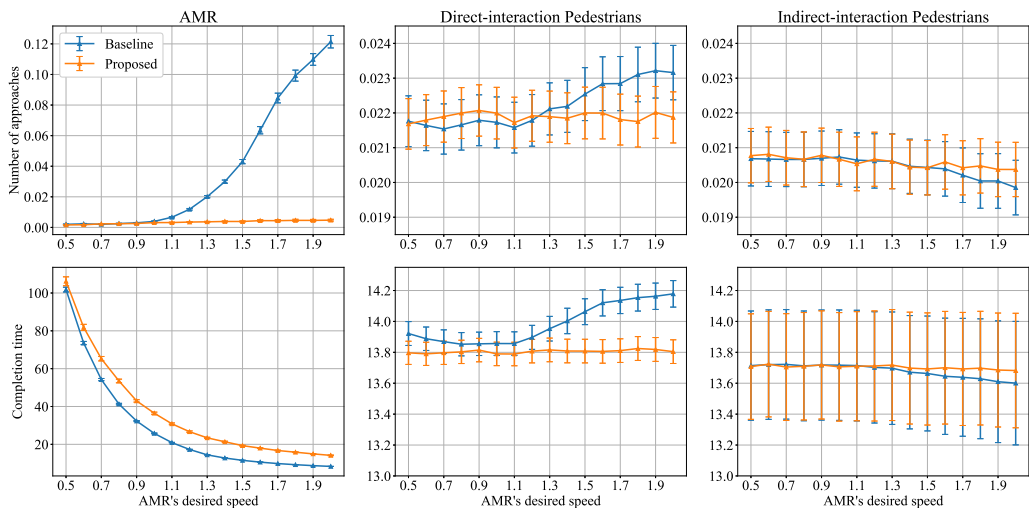 AMR
Direct-interaction Pedestrians
Indirect-interaction Pedestrians
Number of approaches
Baseline
Proposed
0.12
0.10
0.08
0.06
0.04
0.02
0.00
0.5 0.7 0.9 1.1 1.3 1.5 1.7 1.9
0.024
0.023
0.022
0.021
0.020
0.019
0.5 0.7 0.9 1.1 1.3 1.5 1.7 1.9
0.024
0.023
0.022
0.021
0.020
0.019
0.5 0.7 0.9 1.1 1.3 1.5 1.7 1.9
Completion time
100
80
60
40
20
0.5 0.7 0.9 1.1 1.3 1.5 1.7 1.9
AMR's desired speed
14.2
14.0
13.8
13.6
13.4
13.2
13.0
0.5 0.7 0.9 1.1 1.3 1.5 1.7 1.9
AMR's desired speed
14.2
14.0
13.8
13.6
13.4
13.2
13.0
0.5 0.7 0.9 1.1 1.3 1.5 1.7 1.9
AMR's desired speed